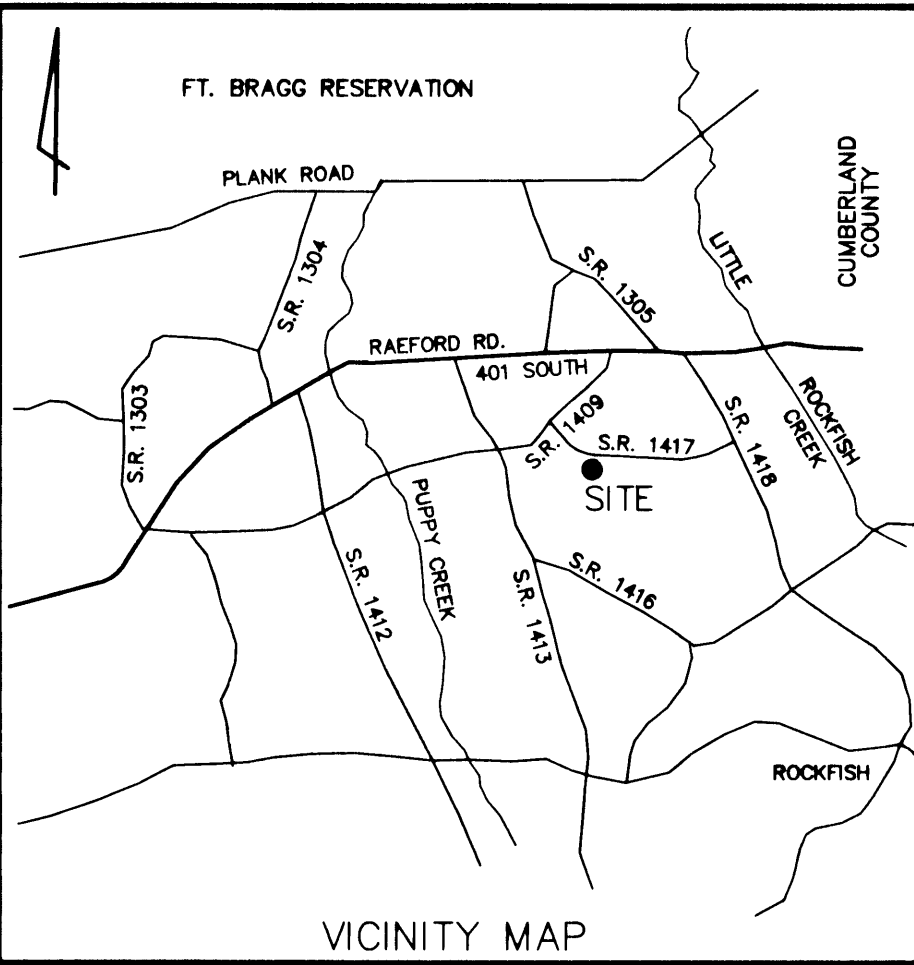 FT. BRAGG RESERVATION
PLANK ROAD
CUMBERLAND
COUNTY
S.R. 1304
LITTLE
S.R. 1305
RAEFORD RD.
401 SOUTH
S.R. 1303
S.R. 1409
S.R. 1417
S.R. 1418
ROCKFISH
CREEK
SITE
PUPPY CREEK
S.R. 1412
S.R. 1413
S.R. 1416
ROCKFISH
VICINITY MAP